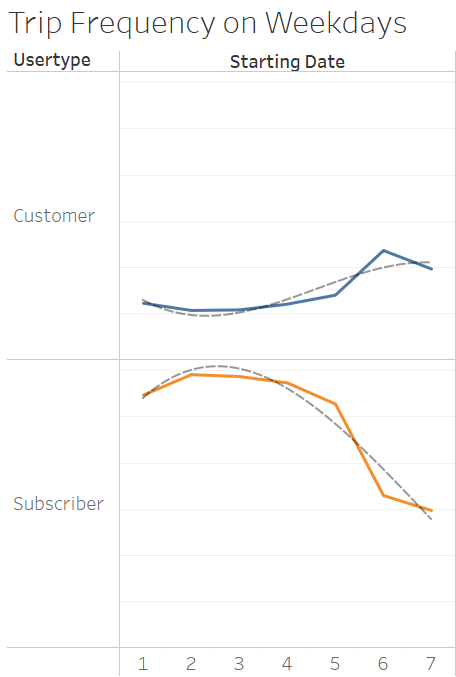 Trip Frequency on Weekdays
Usertype Starting Date
Customer
Subscriber
1 2 3 4 5 6 7